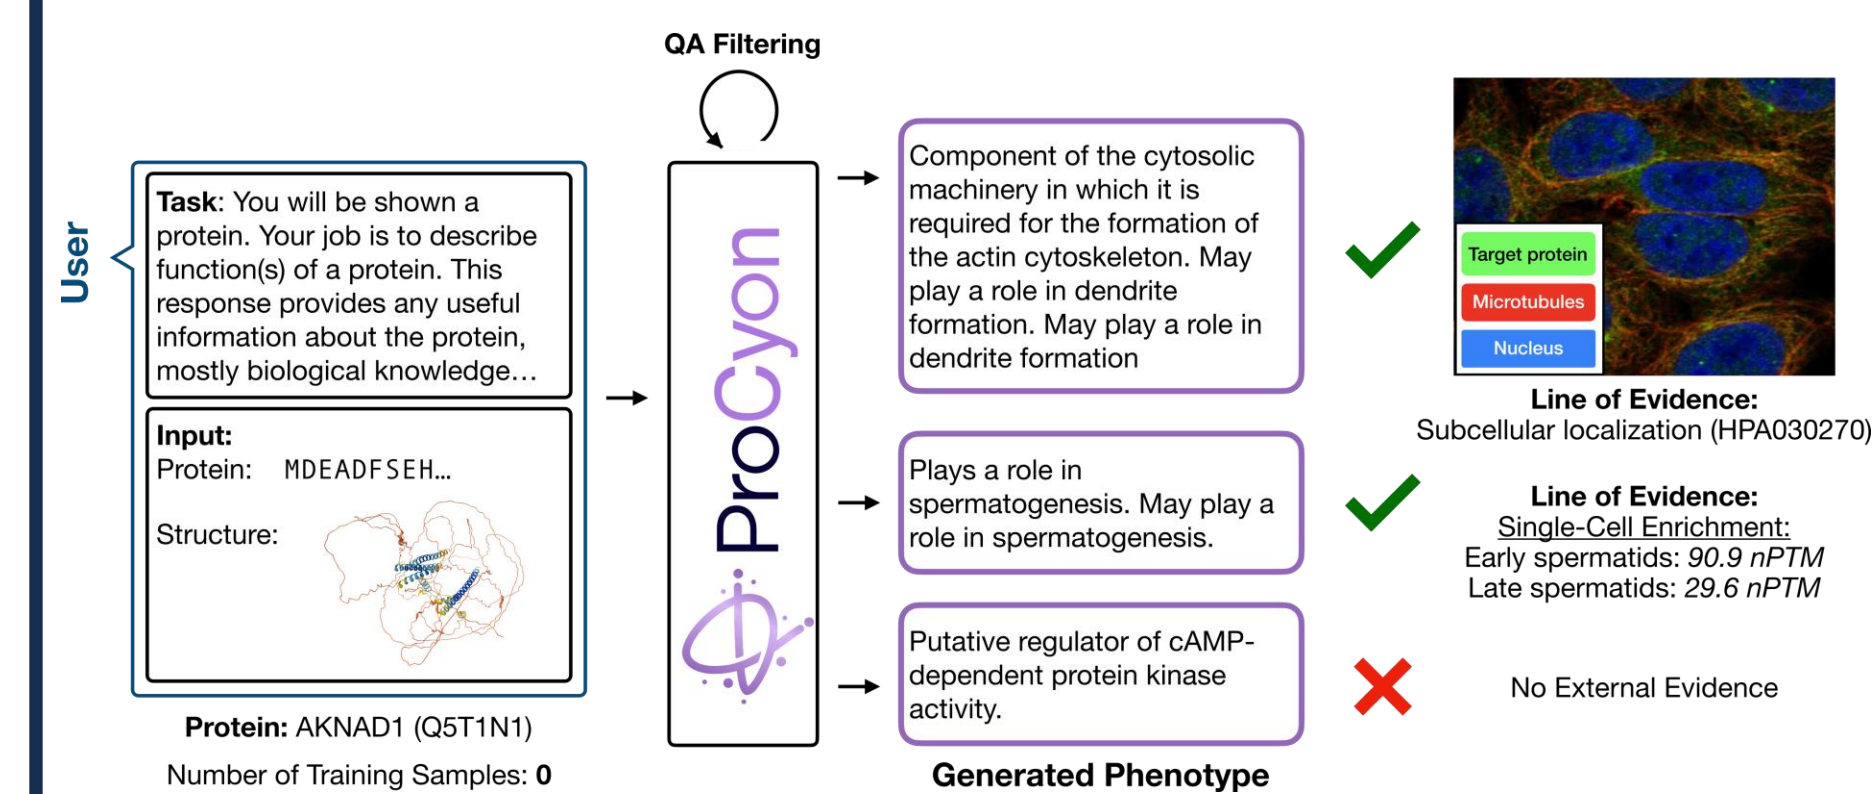 QA Filtering
User
Task: You will be shown a
protein. Your job is to describe
function(s) of a protein. This
response provides any useful
information about the protein,
mostly biological knowledge...
Input:
Protein: MDEADFSEH...
Structure:
Protein: AKNAD1 (Q5T1N1)
Number of Training Samples: 0
ProCyon
Component of the cytosolic
machinery in which it is
required for the formation of
the actin cytoskeleton. May
play a role in dendrite
formation. May play a role in
dendrite formation
Plays a role in
spermatogenesis. May play a
role in spermatogenesis.
Putative regulator of cAMP-
dependent protein kinase
activity.
Generated Phenotype
Target protein
Microtubules
Nucleus
Line of Evidence:
Subcellular localization (HPA030270)
Line of Evidence:
Single-Cell Enrichment:
Early spermatids: 90.9 nPTM
Late spermatids: 29.6 nPTM
No External Evidence